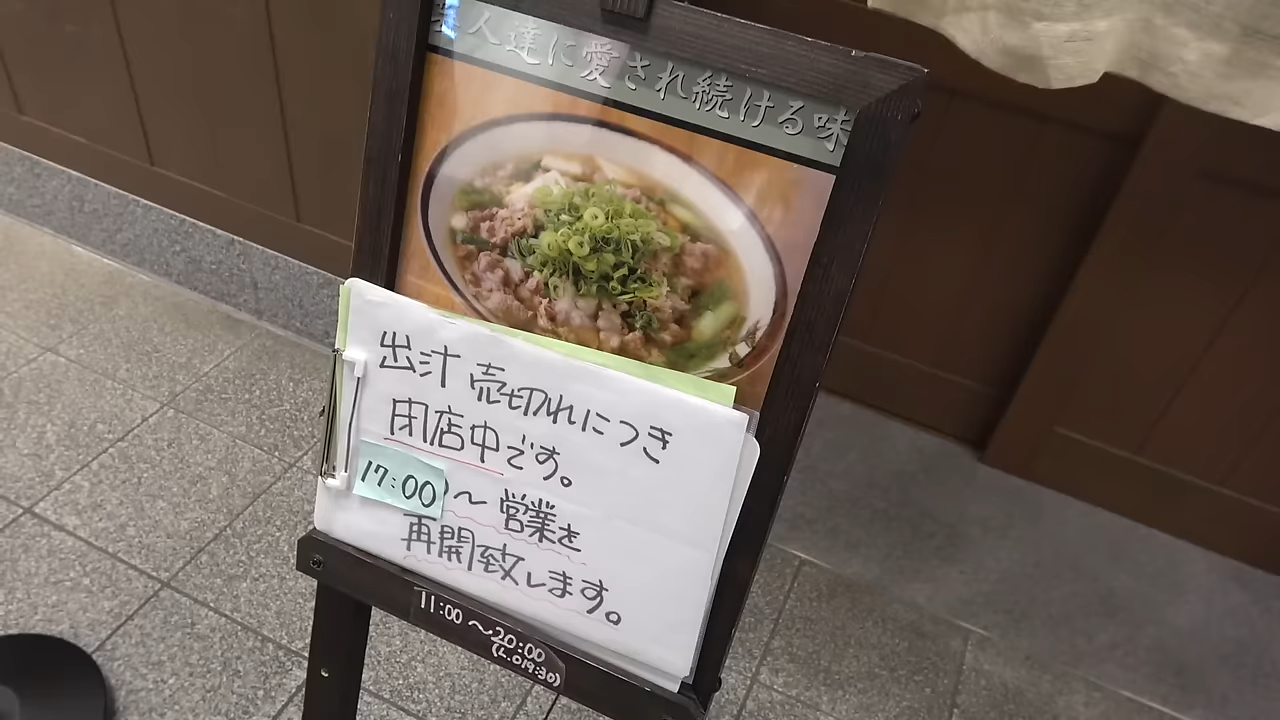 人達に愛され続ける味
出汁 売切れにつき
閉店中です。
17:00～営業を
再開致します。
11:00～20:00
(L.O19:30)